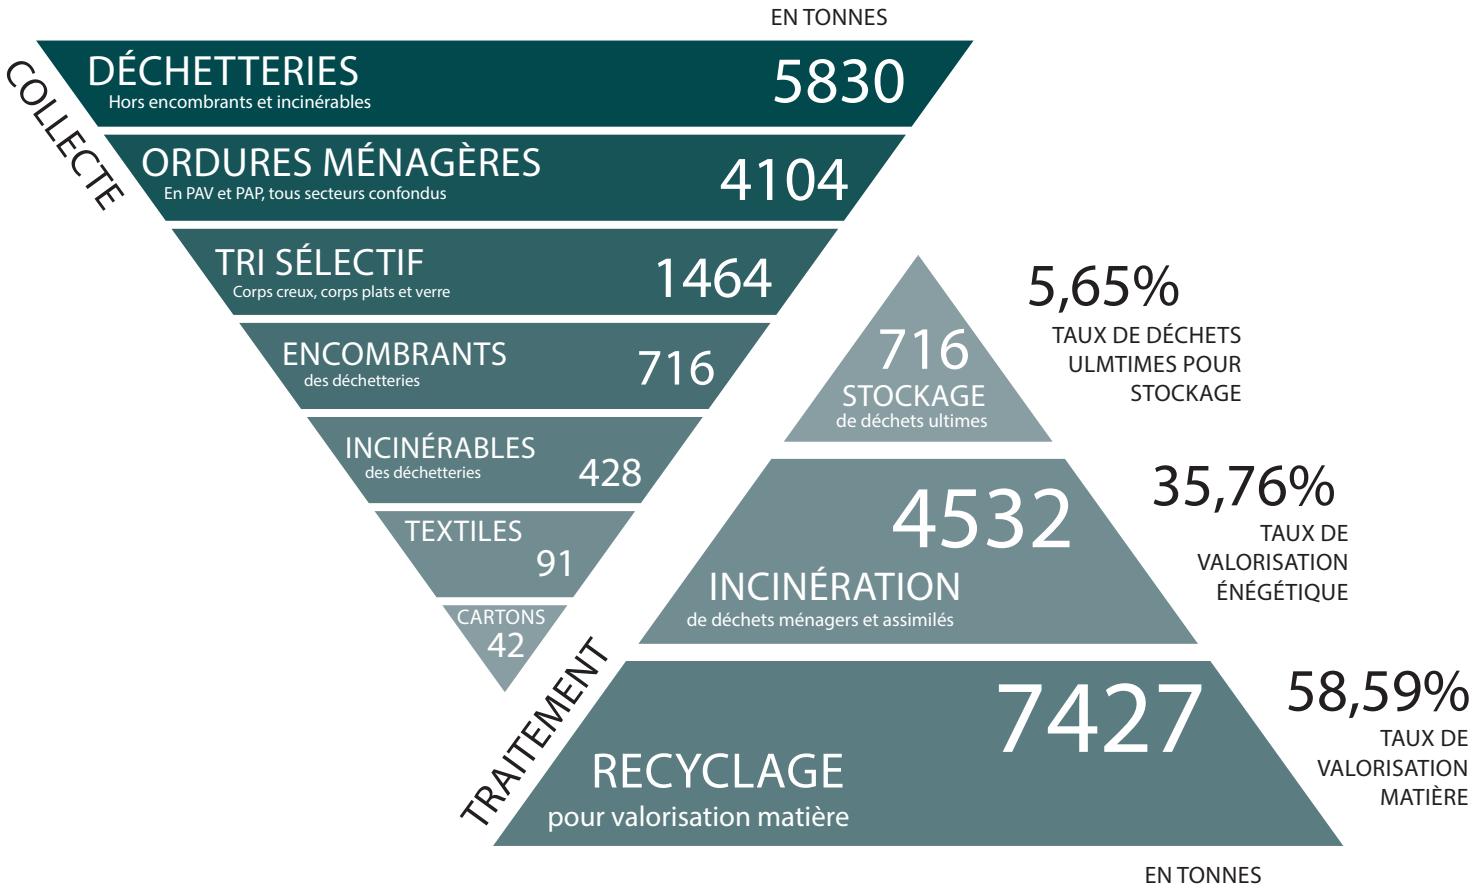 EN TONNES
COLLECTE
DÉCHETTERIES
Hors encombrants et incinérables
5830
ORDURES MÉNAGÈRES
En PAV et PAP, tous secteurs confondus
4104
TRI SÉLECTIF
Corps creux, corps plats et verre
1464
ENCOMBRANTS
des déchetteries
716
INCINÉRABLES
des déchetteries
428
TEXTILES
91
CARTONS
42
TRAITEMENT
716
STOCKAGE
de déchets ultimes
5,65%
TAUX DE DÉCHETS
ULMTIMES POUR
STOCKAGE
4532
INCINÉRATION
de déchets ménagers et assimilés
35,76%
TAUX DE
VALORISATION
ÉNÉGÉTIQUE
7427
RECYCLAGE
pour valorisation matière
58,59%
TAUX DE
VALORISATION
MATIÈRE
EN TONNES